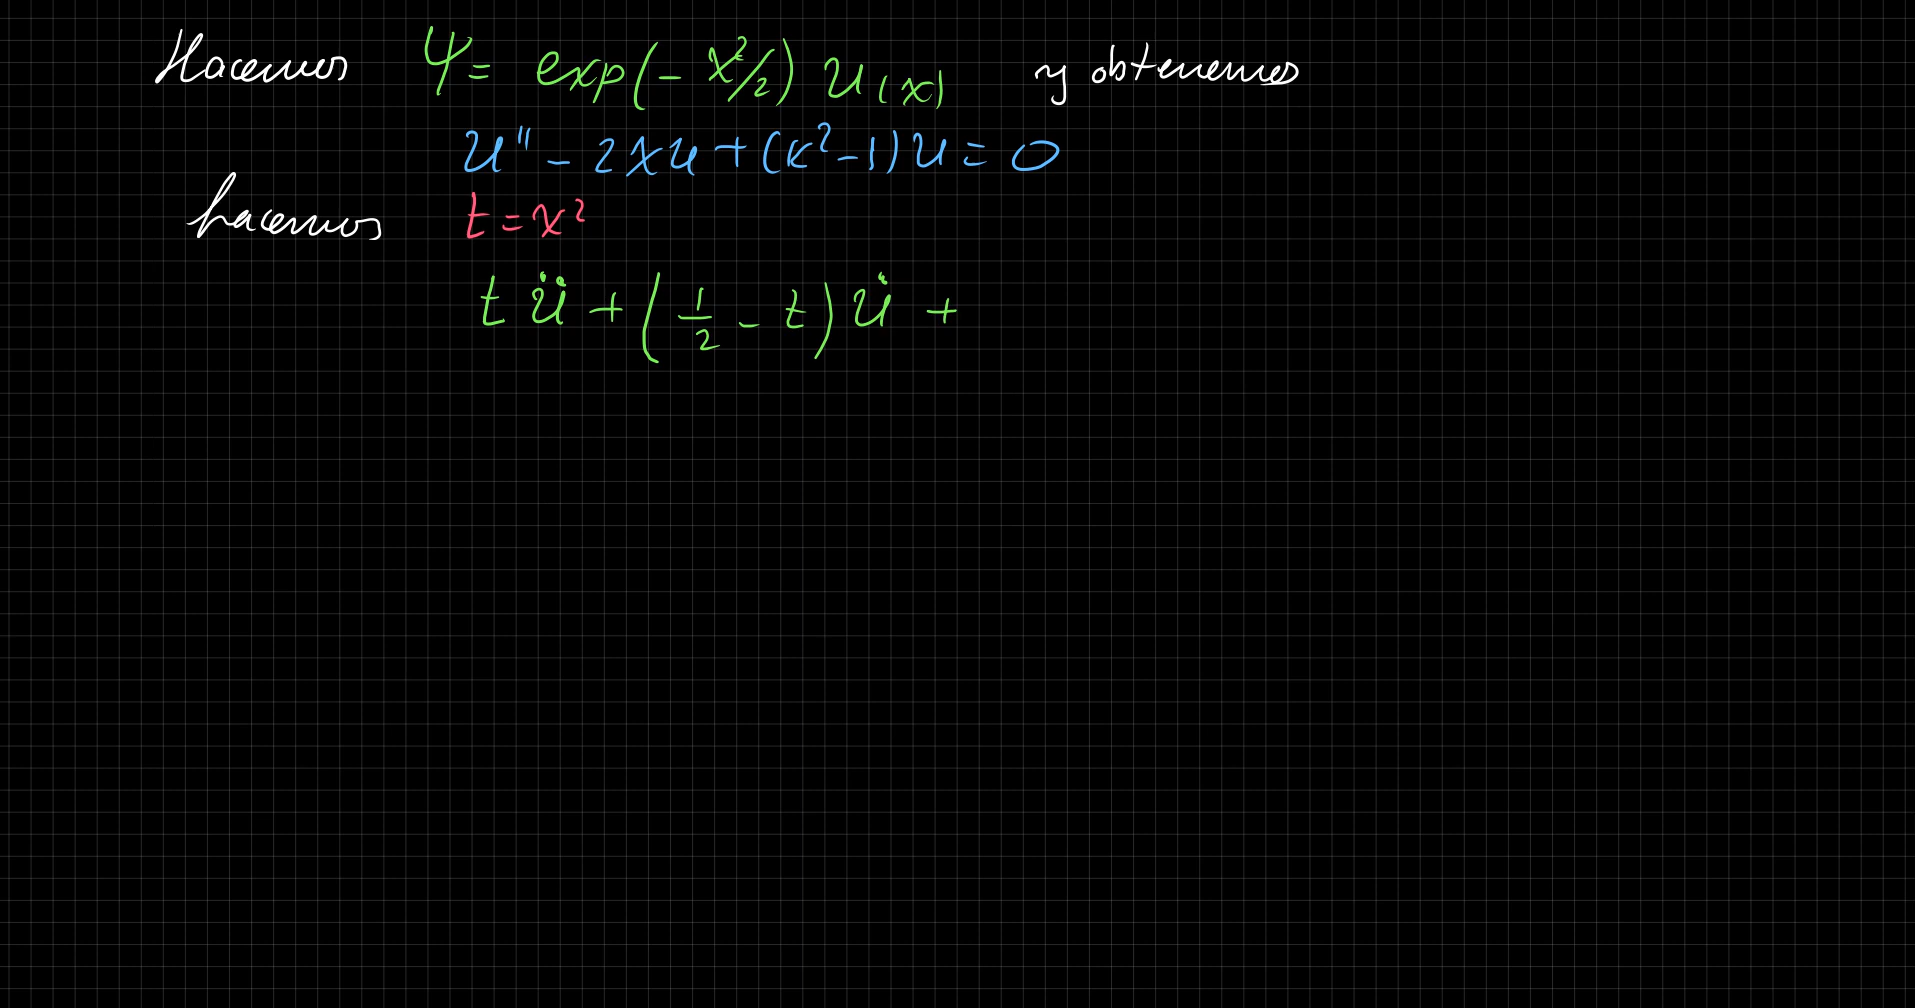 Hacemos Ψ = exp(- x²/2) u(x) y obtenemos
u'' - 2xu + (k² - 1)u = 0
hacemos t = x²
t ü + (1/2 - t) u̇ +